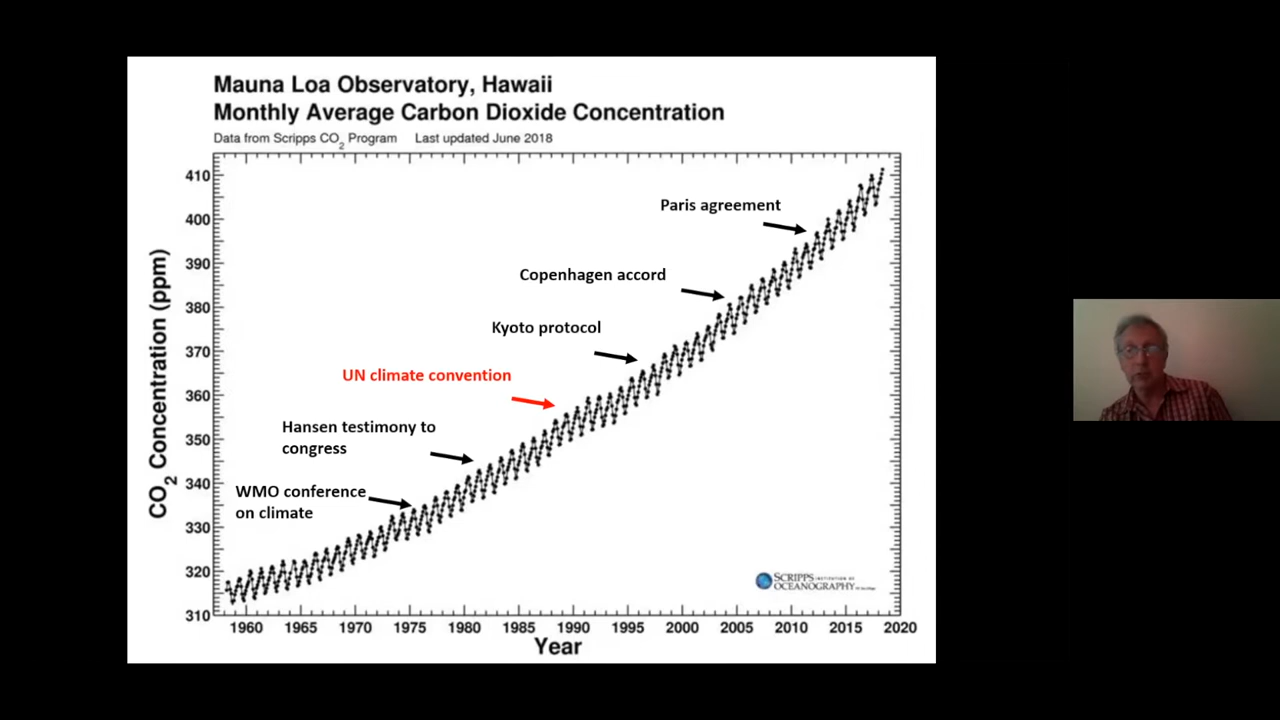 Mauna Loa Observatory, Hawaii
Monthly Average Carbon Dioxide Concentration
Data from Scripps CO2 Program Last updated June 2018
CO2 Concentration (ppm)
410
400
390
380
370
360
350
340
330
320
310
Paris agreement
Copenhagen accord
Kyoto protocol
UN climate convention
Hansen testimony to
congress
WMO conference
on climate
SCRIPPS INSTITUTION OF
OCEANOGRAPHY
1960 1965 1970 1975 1980 1985 1990 1995 2000 2005 2010 2015 2020
Year